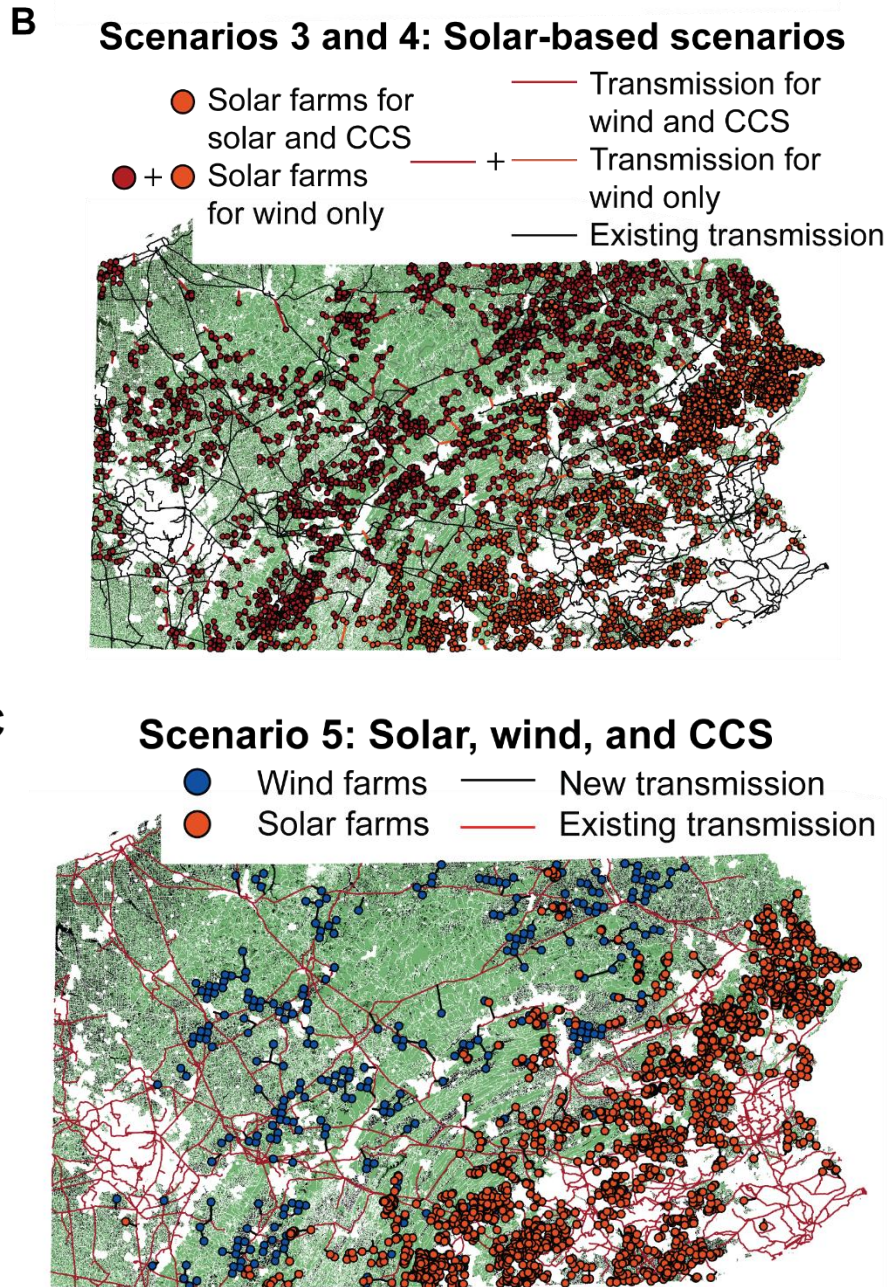 B
Scenarios 3 and 4: Solar-based scenarios
Solar farms for
solar and CCS
+ Solar farms
for wind only
Transmission for
wind and CCS
+ Transmission for
wind only
Existing transmission
Scenario 5: Solar, wind, and CCS
Wind farms
New transmission
Solar farms
Existing transmission